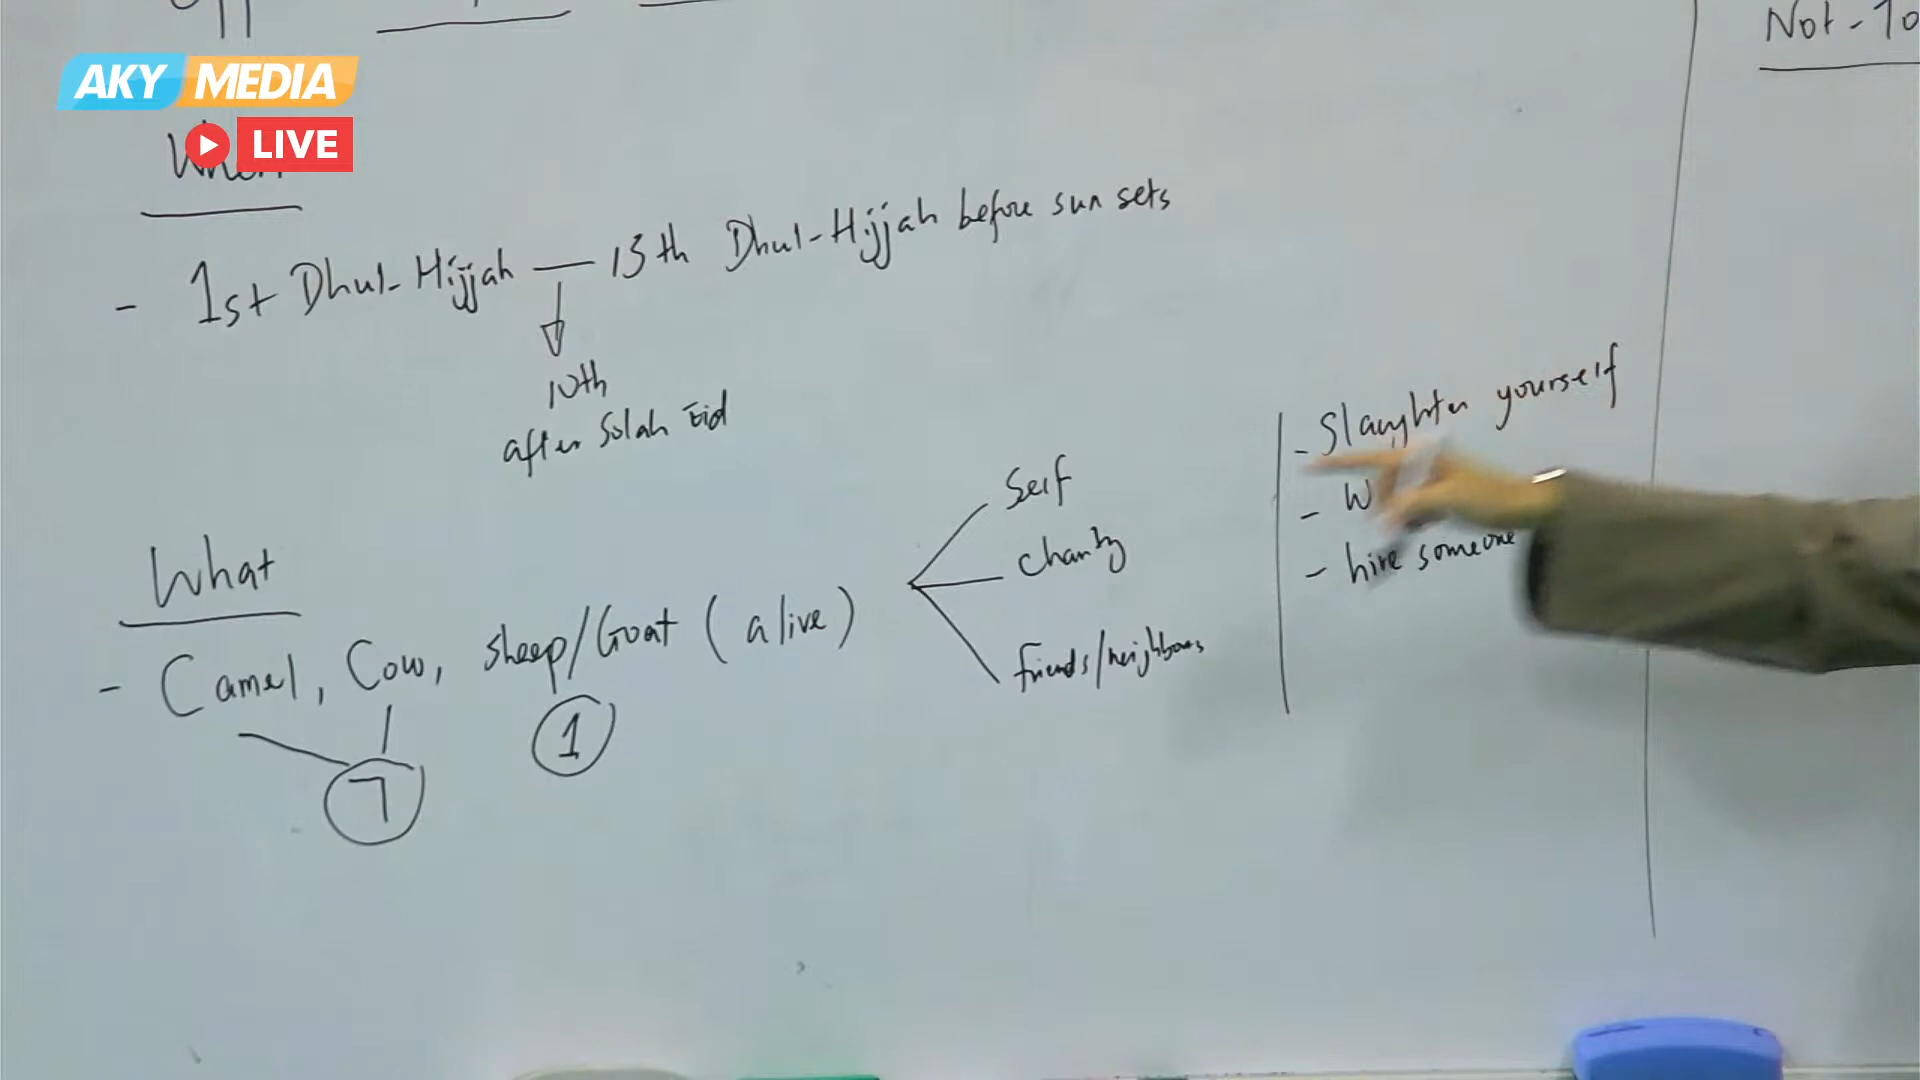 Not-To
AKY MEDIA
LIVE
When
- 1st Dhul-Hijjah — 13th Dhul-Hijjah before sun sets
10th
after Solah Eid
What
- Camel, Cow, Sheep/Goat (alive)
7
1
Self
Charity
Friends/neighbours
- Slaughter yourself
- W
- hire someone